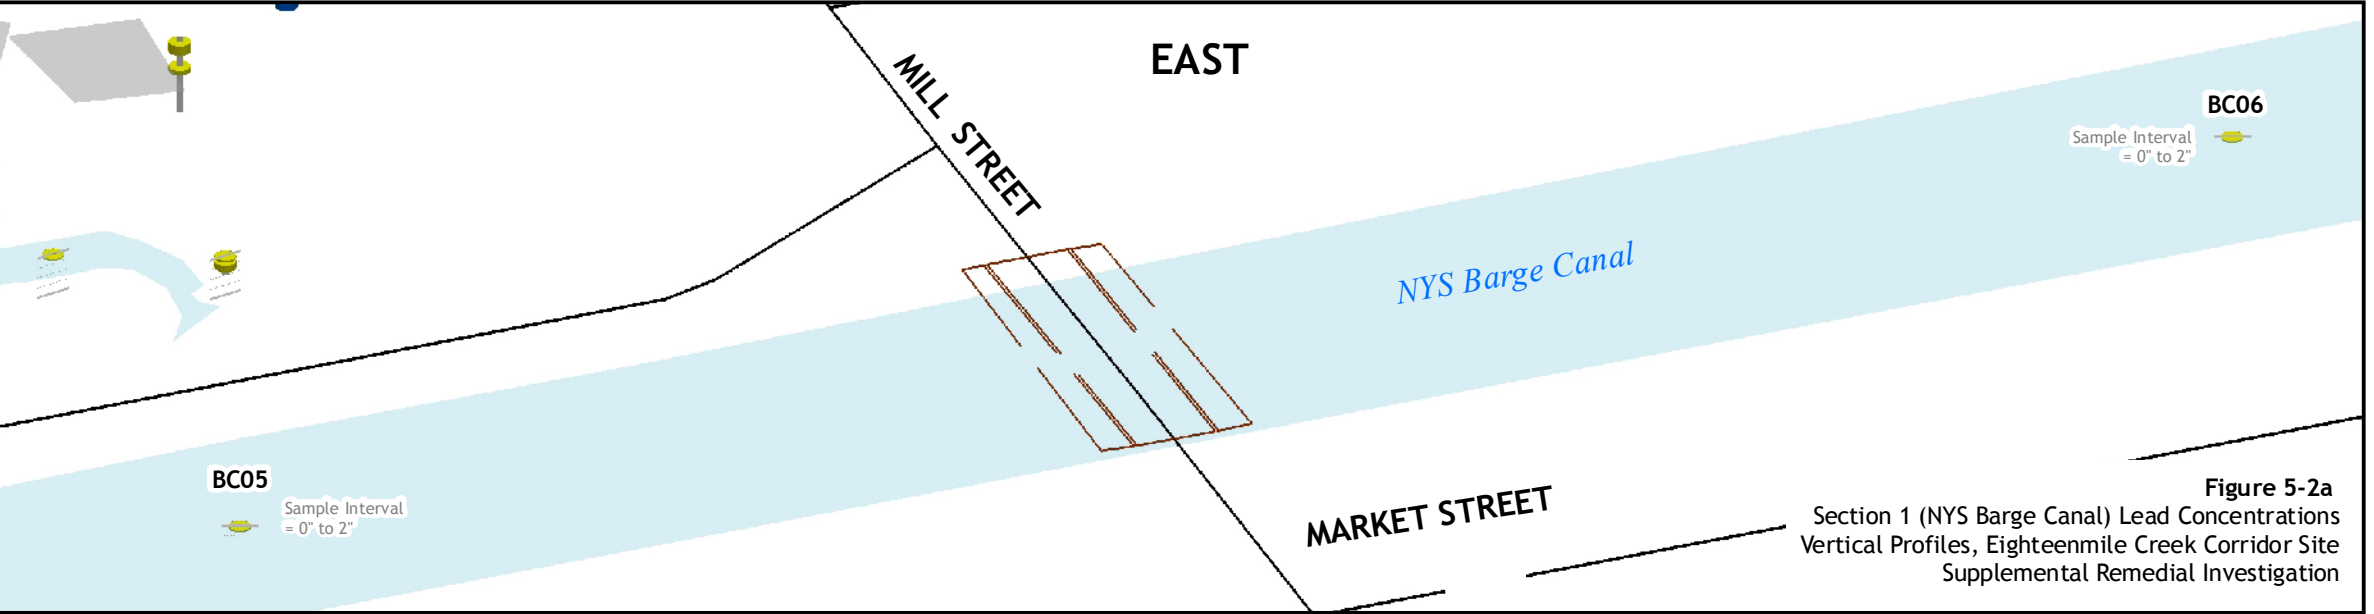 EAST
MILL STREET
BC06
Sample Interval
= 0" to 2"
NYS Barge Canal
BC05
Sample Interval
= 0" to 2"
MARKET STREET
Figure 5-2a
Section 1 (NYS Barge Canal) Lead Concentrations
Vertical Profiles, Eighteenmile Creek Corridor Site
Supplemental Remedial Investigation